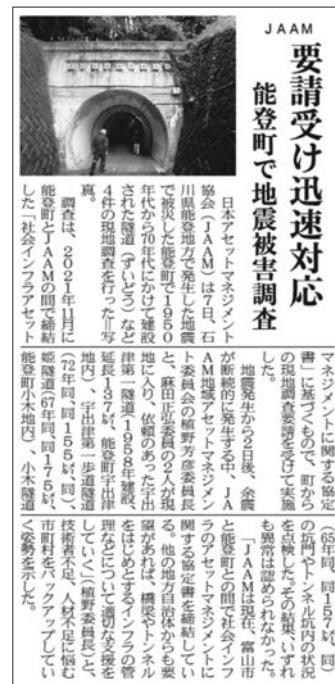 ＪＡＡＭ
要請受け迅速対応
能登町で地震被害調査
日本アセットマネジメント
協会（ＪＡＡＭ）は７日、石
川県能登地方で発生した地震
で被災した能登町で１９５０
年代から70年代にかけて建設
された隧道（ずいどう）など
４件の現地調査を行った＝写
真。
調査は、２０２１年11月に
能登町とＪＡＡＭの間で締結
した「社会インフラアセット
マネジメントに関する協定
書」に基づくもので、町から
の現地調査要請を受けて実施
した。
地震発生から２日後、余震
が断続的に発生する中、ＪＡ
ＡＭ地域アセットマネジメン
ト委員会の植野芳彦委員長
と、麻田正弘委員の２人が現
地に入り、依頼のあった宇出
津第一隧道（１９５８年建設、
延長１３７㍍、能登町宇出津
地内）、宇出津第一歩道隧道
（72年同、同１５５㍍、同）、
姫隧道（67年同、同１７５㍍、
能登町小木地内）、小木隧道
（65年同、同１５７㍍、同）
の坑門やトンネル坑内の状況
を点検した。その結果、いずれ
も異常は認められなかった。
「ＪＡＡＭは現在、富山市
と能登町との間で社会インフ
ラのアセットマネジメントに
関する協定書を締結してい
る。他の地方自治体からも要
望があれば、橋梁やトンネル
をはじめとするインフラの管
理などについて適切な支援を
していく」（植野委員長）と、
技術者不足、人材不足に悩む
市町村をバックアップしてい
く姿勢を示した。